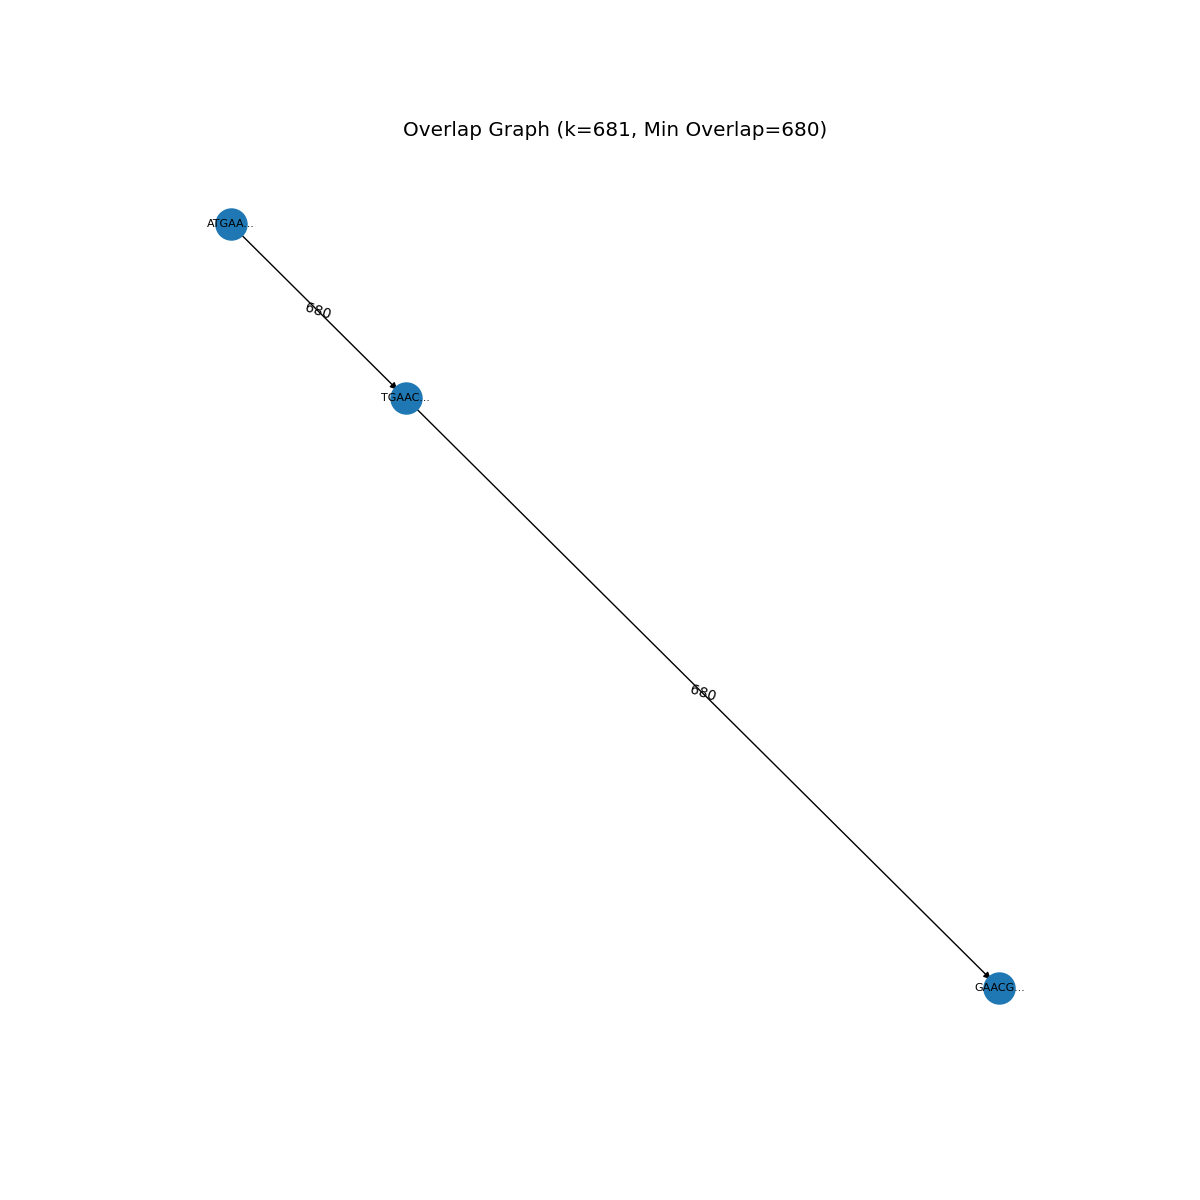 Overlap Graph (k=681, Min Overlap=680)
ATGAA...
680
TGAAC...
680
GAACG...